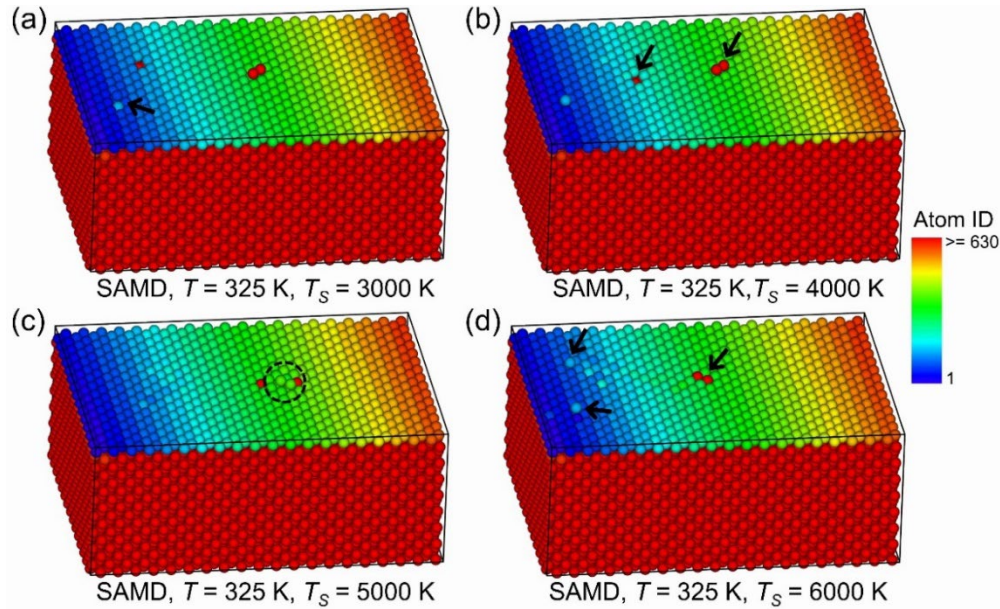 (a)
SAMD, T = 325 K, TS = 3000 K
(b)
SAMD, T = 325 K,TS = 4000 K
Atom ID
>= 630
1
(c)
SAMD, T = 325 K, TS = 5000 K
(d)
SAMD, T = 325 K, TS = 6000 K